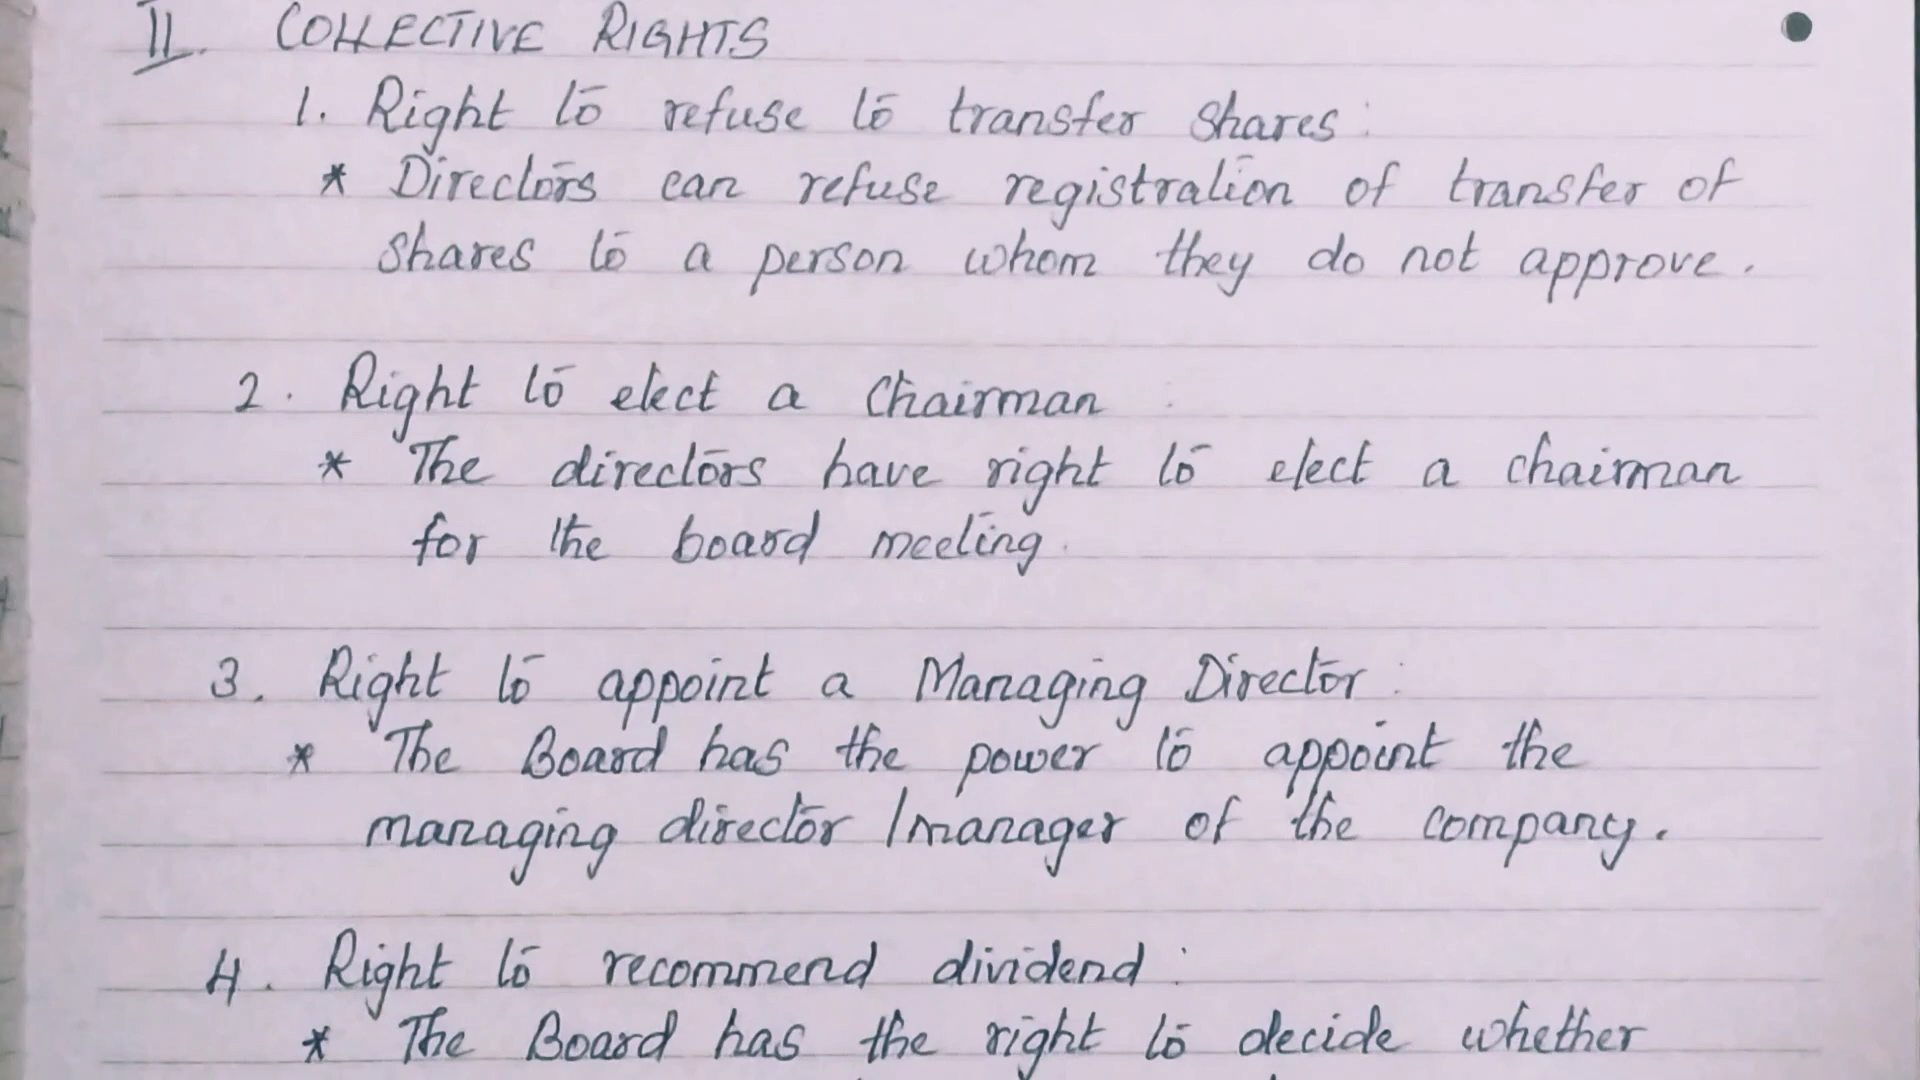 II. COLLECTIVE RIGHTS
1. Right to refuse to transfer shares:
* Directors can refuse registration of transfer of
shares to a person whom they do not approve.
2. Right to elect a Chairman :
* The directors have right to elect a chairman
for the board meeting.
3. Right to appoint a Managing Director :
* The Board has the power to appoint the
managing director / manager of the company.
4. Right to recommend dividend :
* The Board has the right to decide whether